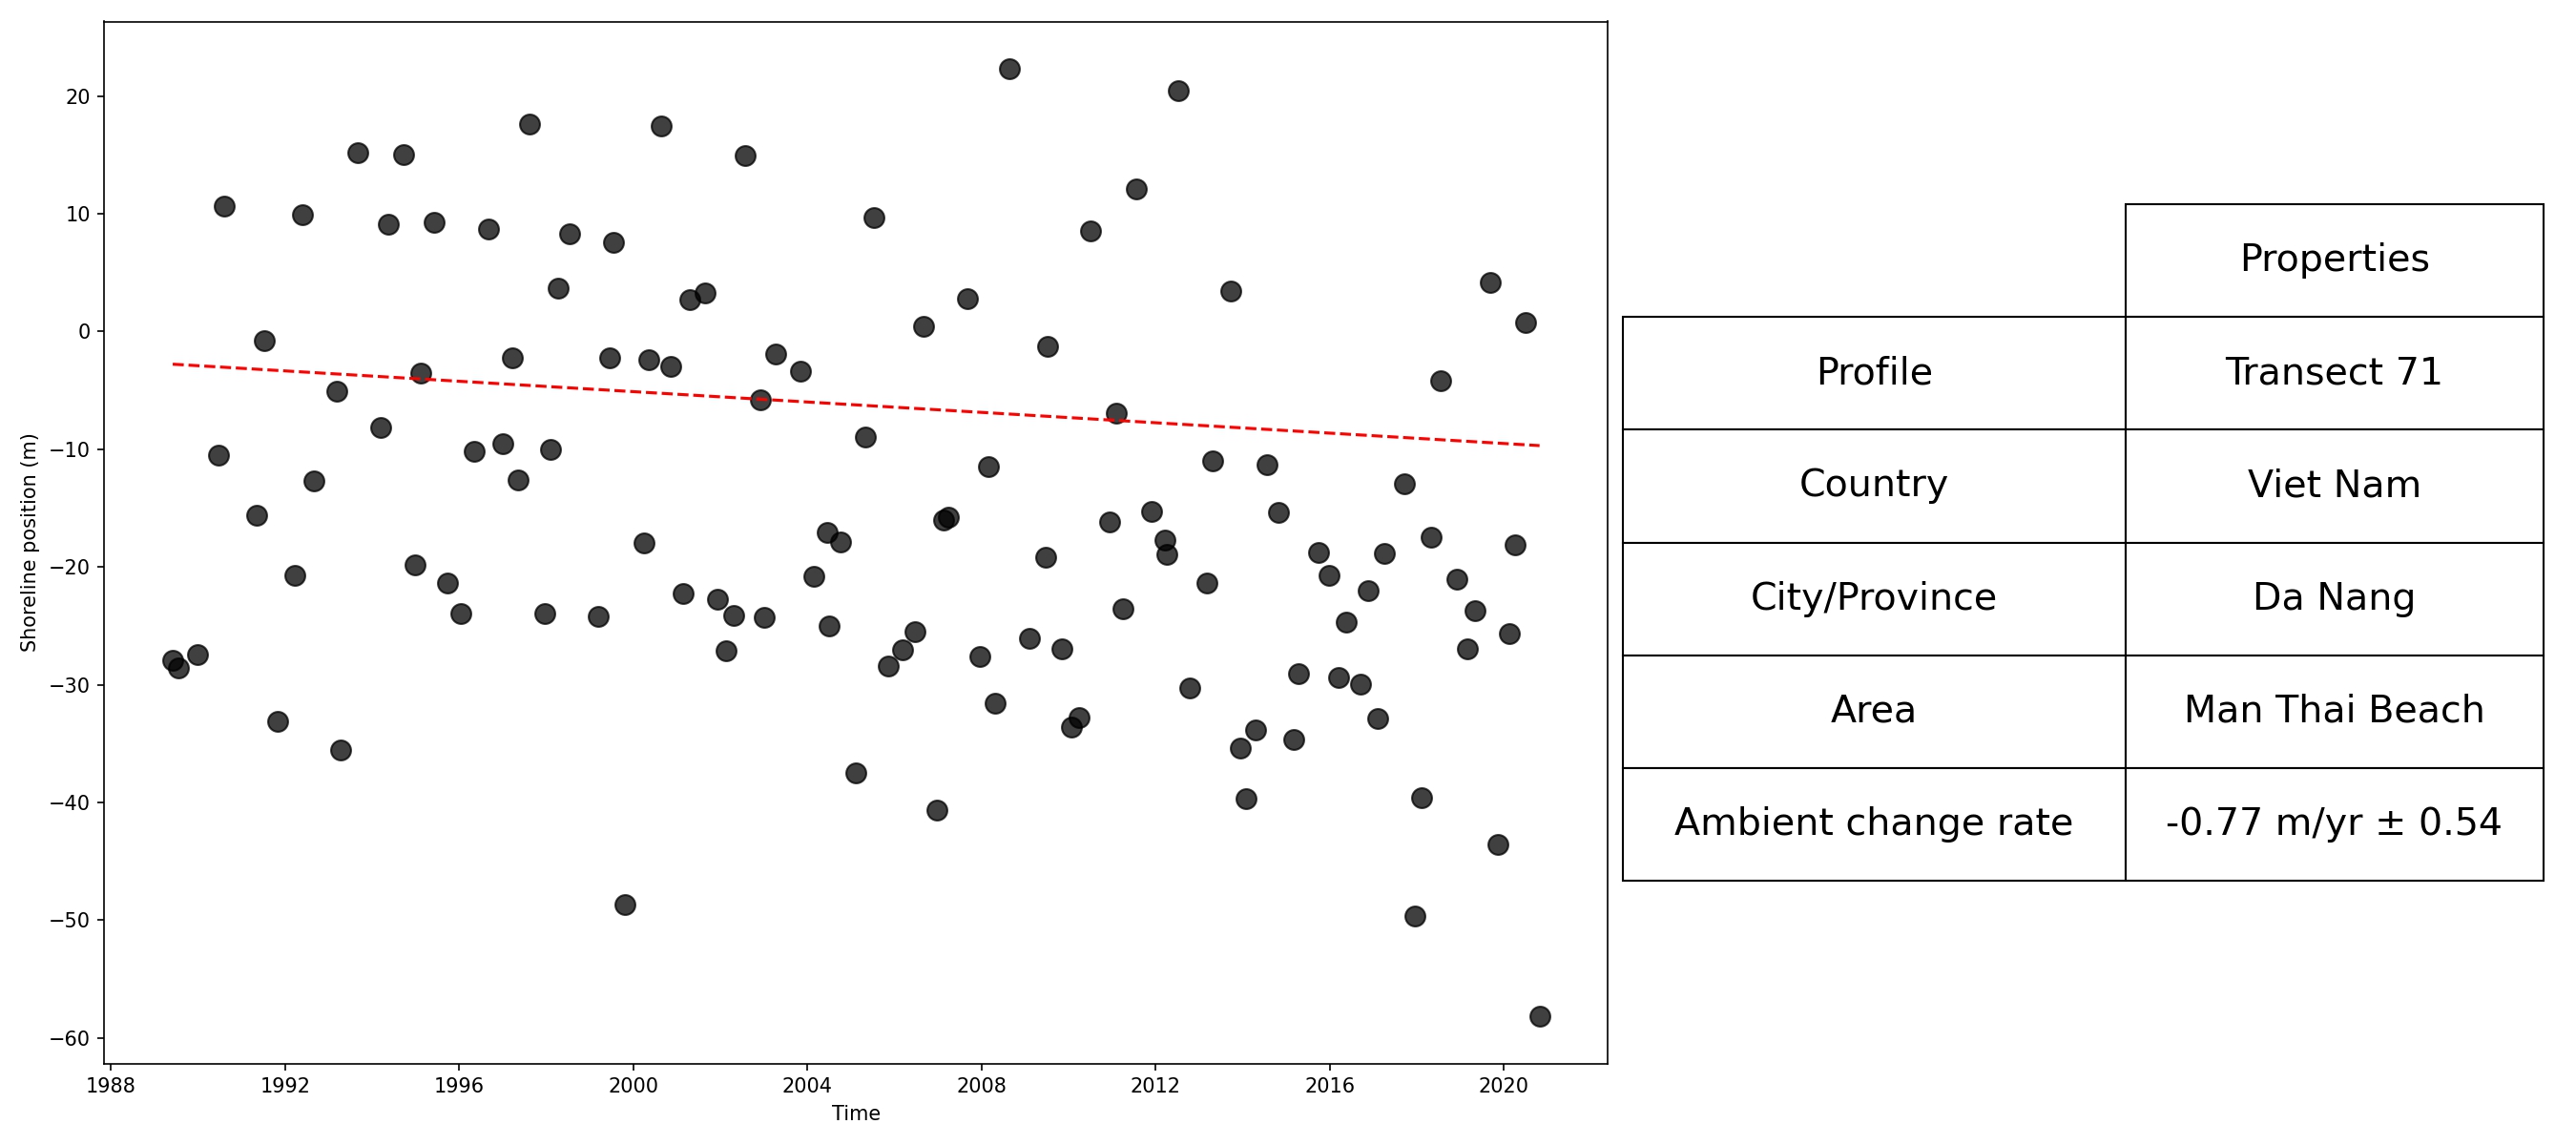 20
10
0
−10
−20
−30
−40
−50
−60
Shoreline position (m)
1988 1992 1996 2000 2004 2008 2012 2016 2020
Time
Properties
Profile Transect 71
Country Viet Nam
City/Province Da Nang
Area Man Thai Beach
Ambient change rate -0.77 m/yr ± 0.54